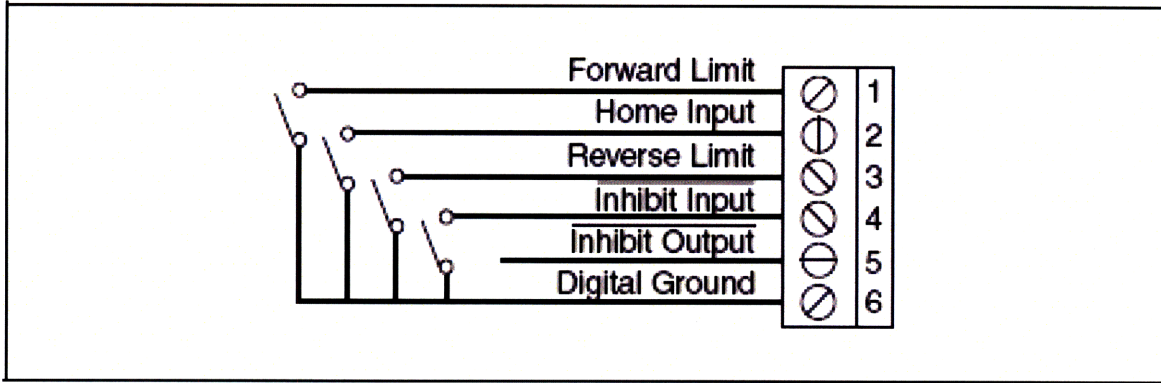 Forward Limit 1
Home Input 2
Reverse Limit 3
Inhibit Input 4
Inhibit Output 5
Digital Ground 6